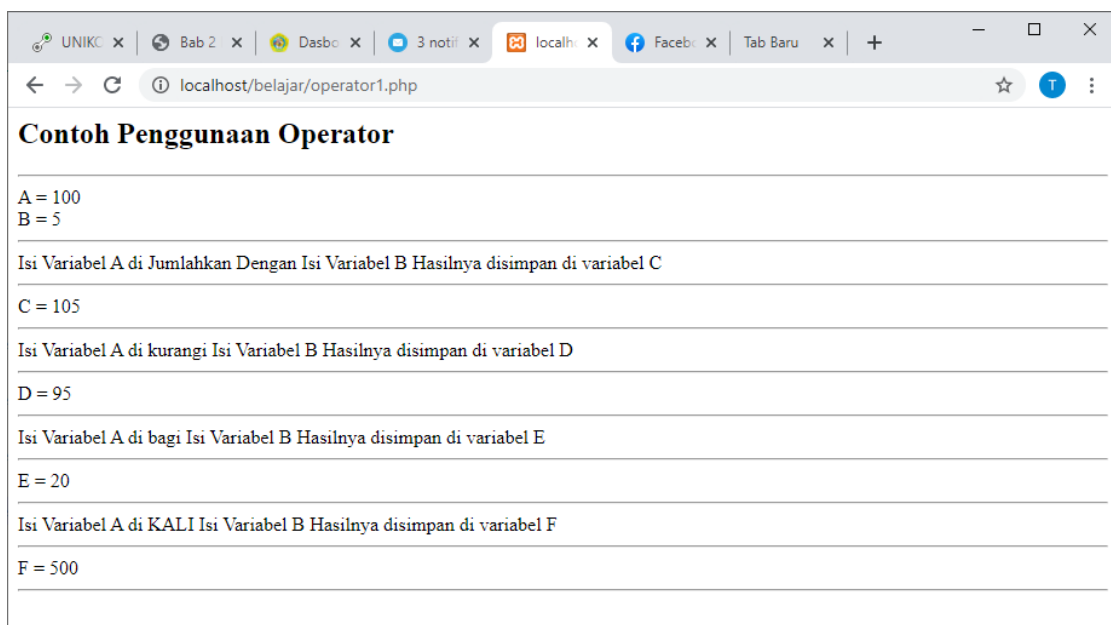 UNIKO
Bab 2
Dasbo
3 notif
localho
Facebo
Tab Baru
localhost/belajar/operator1.php
T
Contoh Penggunaan Operator
A = 100
B = 5
Isi Variabel A di Jumlahkan Dengan Isi Variabel B Hasilnya disimpan di variabel C
C = 105
Isi Variabel A di kurangi Isi Variabel B Hasilnya disimpan di variabel D
D = 95
Isi Variabel A di bagi Isi Variabel B Hasilnya disimpan di variabel E
E = 20
Isi Variabel A di KALI Isi Variabel B Hasilnya disimpan di variabel F
F = 500